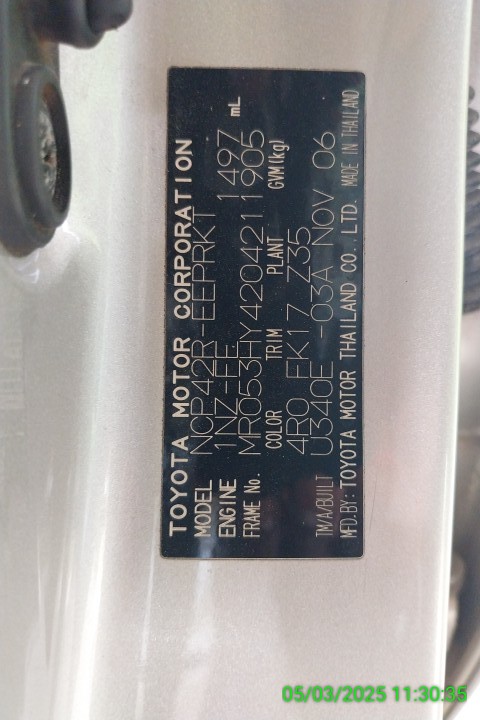 TOYOTA MOTOR CORPORATION
MODEL NCP42R-EEPRKT 1497 mL
ENGINE 1NZ-FE
FRAME No. MR053HY4204211905
COLOR TRIM PLANT GVM(kg)
4R0 FK17 Z35
TM/A/BUILT U340E -03A NOV 06
MFD.BY: TOYOTA MOTOR THAILAND CO.,LTD. MADE IN THAILAND
05/03/2025 11:30:35